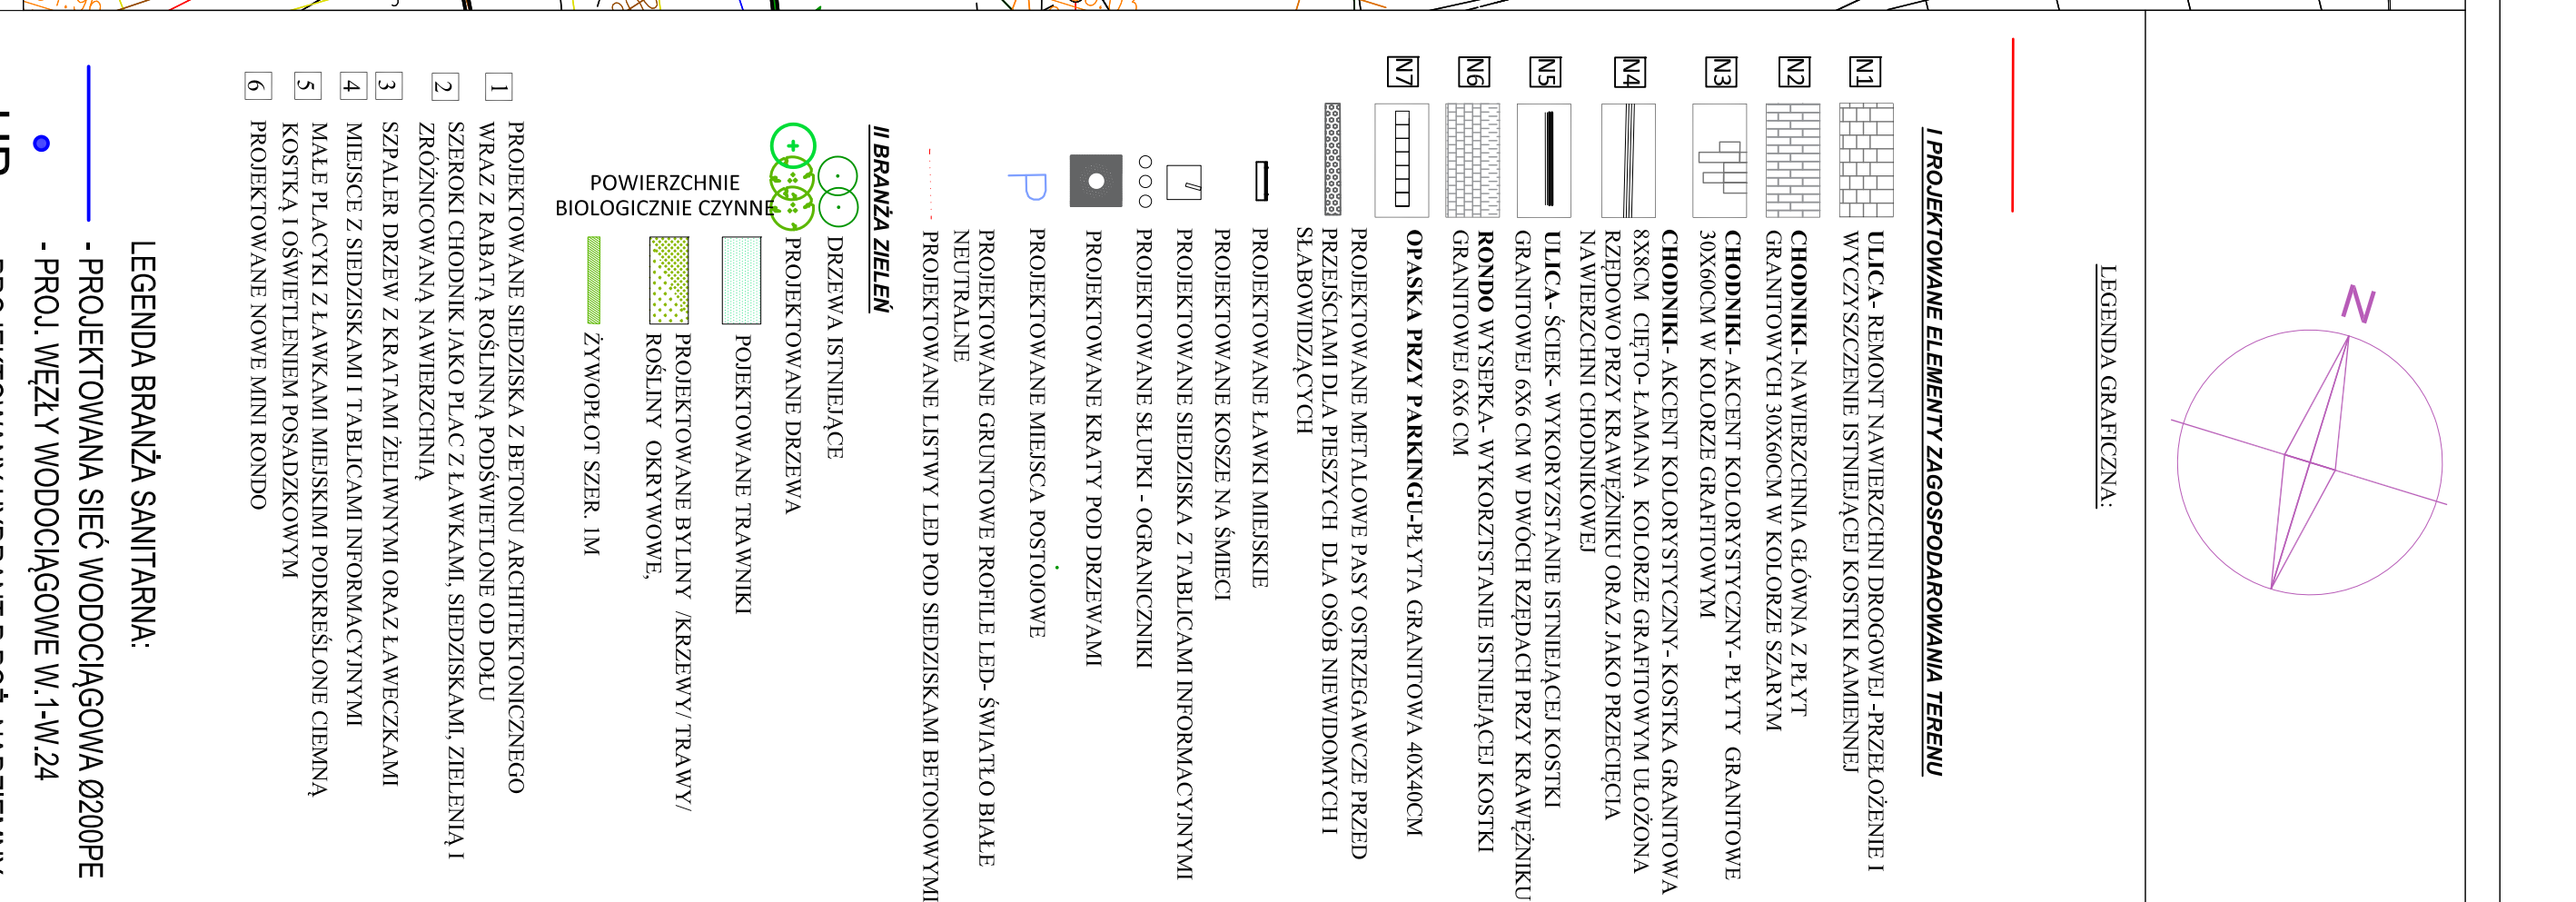 N
LEGENDA GRAFICZNA:
I PROJEKTOWANE ELEMENTY ZAGOSPODAROWANIA TERENU
N1 ULICA- REMONT NAWIERZCHNI DROGOWEJ -PRZEŁOŻENIE I
WYCZYSZCZENIE ISTNIEJĄCEJ KOSTKI KAMIENNEJ
N2 CHODNIKI- NAWIERZCHNIA GŁÓWNA Z PŁYT
GRANITOWYCH 30X60CM W KOLORZE SZARYM
N3 CHODNIKI- AKCENT KOLORYSTYCZNY- PŁYTY GRANITOWE
30X60CM W KOLORZE GRAFITOWYM
N4 CHODNIKI- AKCENT KOLORYSTYCZNY- KOSTKA GRANITOWA
8X8CM CIĘTO- ŁAMANA KOLORZE GRAFITOWYM UŁOŻONA
RZĘDOWO PRZY KRAWĘŻNIKU ORAZ JAKO PRZECIĘCIA
NAWIERZCHNI CHODNIKOWEJ
N5 ULICA- ŚCIEK- WYKORYZSTANIE ISTNIEJĄCEJ KOSTKI
GRANITOWEJ 6X6 CM W DWÓCH RZĘDACH PRZY KRAWĘŻNIKU
N6 RONDO WYSEPKA- WYKORZTSTANIE ISTNIEJĄCEJ KOSTKI
GRANITOWEJ 6X6 CM
N7 OPASKA PRZY PARKINGU-PŁYTA GRANITOWA 40X40CM
PROJEKTOWANE METALOWE PASY OSTRZEGAWCZE PRZED
PRZEJŚCIAMI DLA PIESZYCH DLA OSÓB NIEWIDOMYCH I
SŁABOWIDZĄCYCH
PROJEKTOWANE ŁAWKI MIEJSKIE
PROJEKTOWANE KOSZE NA ŚMIECI
PROJEKTOWANE SIEDZISKA Z TABLICAMI INFORMACYJNYMI
PROJEKTOWANE SŁUPKI - OGRANICZNIKI
PROJEKTOWANE KRATY POD DRZEWAMI
P PROJEKTOWANE MIEJSCA POSTOJOWE
PROJEKTOWANE GRUNTOWE PROFILE LED- ŚWIATŁO BIAŁE
NEUTRALNE
PROJEKTOWANE LISTWY LED POD SIEDZISKAMI BETONOWYMI
II BRANŻA ZIELEŃ
DRZEWA ISTNIEJĄCE
PROJEKTOWANE DRZEWA
POWIERZCHNIE
BIOLOGICZNIE CZYNNE
POJEKTOWANE TRAWNIKI
PROJEKTOWANE BYLINY /KRZEWY/ TRAWY/
ROŚLINY OKRYWOWE,
ŻYWOPŁOT SZER. 1M
1 PROJEKTOWANE SIEDZISKA Z BETONU ARCHITEKTONICZNEGO
WRAZ Z RABATĄ ROŚLINNĄ PODŚWIETLONE OD DOŁU
2 SZEROKI CHODNIK JAKO PLAC Z ŁAWKAMI, SIEDZISKAMI, ZIELENIĄ I
ZRÓŻNICOWANĄ NAWIERZCHNIĄ
3 SZPALER DRZEW Z KRATAMI ŻELIWNYMI ORAZ ŁAWECZKAMI
4 MIEJSCE Z SIEDZISKAMI I TABLICAMI INFORMACYJNYMI
5 MAŁE PLACYKI Z ŁAWKAMI MIEJSKIMI PODKREŚLONE CIEMNĄ
KOSTKĄ I OŚWIETLENIEM POSADZKOWYM
6 PROJEKTOWANE NOWE MINI RONDO
LEGENDA BRANŻA SANITARNA:
- PROJEKTOWANA SIEĆ WODOCIĄGOWA Ø200PE
- PROJ. WĘZŁY WODOCIĄGOWE W.1-W.24